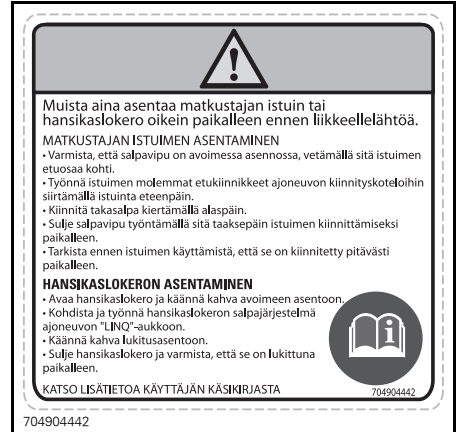 Muista aina asentaa matkustajan istuin tai
hansikaslokero oikein paikalleen ennen liikkeellelähtöä.
MATKUSTAJAN ISTUIMEN ASENTAMINEN
• Varmista, että salpavipu on avoimessa asennossa, vetämällä sitä istuimen
etuosaa kohti.
• Työnnä istuimen molemmat etukiinnikkeet ajoneuvon kiinnityskoteloihin
siirtämällä istuinta eteenpäin.
• Kiinnitä takasalpa kiertämällä alaspäin.
• Sulje salpavipu työntämällä sitä taaksepäin istuimen kiinnittämiseksi
paikalleen.
• Tarkista ennen istuimen käyttämistä, että se on kiinnitetty pitävästi
paikalleen.
HANSIKASLOKERON ASENTAMINEN
• Avaa hansikaslokero ja käännä kahva avoimeen asentoon.
• Kohdista ja työnnä hansikaslokeron salpajärjestelmä
ajoneuvon "LINQ"-aukkoon.
• Käännä kahva lukitusasentoon.
• Sulje hansikaslokero ja varmista, että se on lukittuna
paikalleen.
KATSO LISÄTIETOA KÄYTTÄJÄN KÄSIKIRJASTA
704904442
704904442